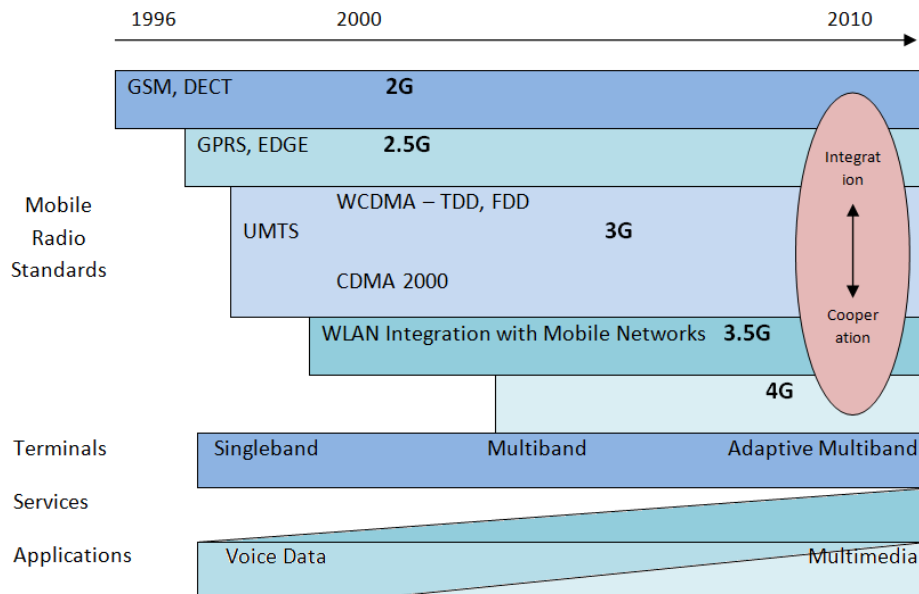 1996 2000 2010
GSM, DECT 2G
GPRS, EDGE 2.5G
Integrat
ion
WCDMA – TDD, FDD
Mobile
Radio
Standards
UMTS 3G
CDMA 2000
Cooper
ation
WLAN Integration with Mobile Networks 3.5G
4G
Terminals Singleband Multiband Adaptive Multiband
Services
Applications Voice Data Multimedia